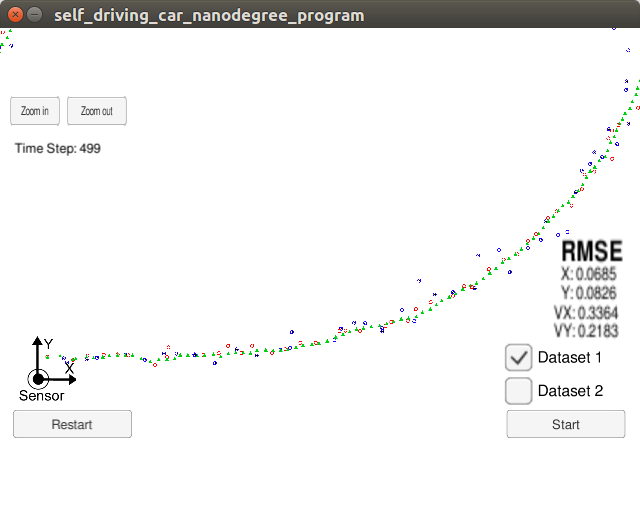 self_driving_car_nanodegree_program
Zoom in Zoom out
Time Step: 499
RMSE
X: 0.0685
Y: 0.0826
VX: 0.3364
VY: 0.2183
Y
X
Sensor
Dataset 1
Dataset 2
Restart
Start